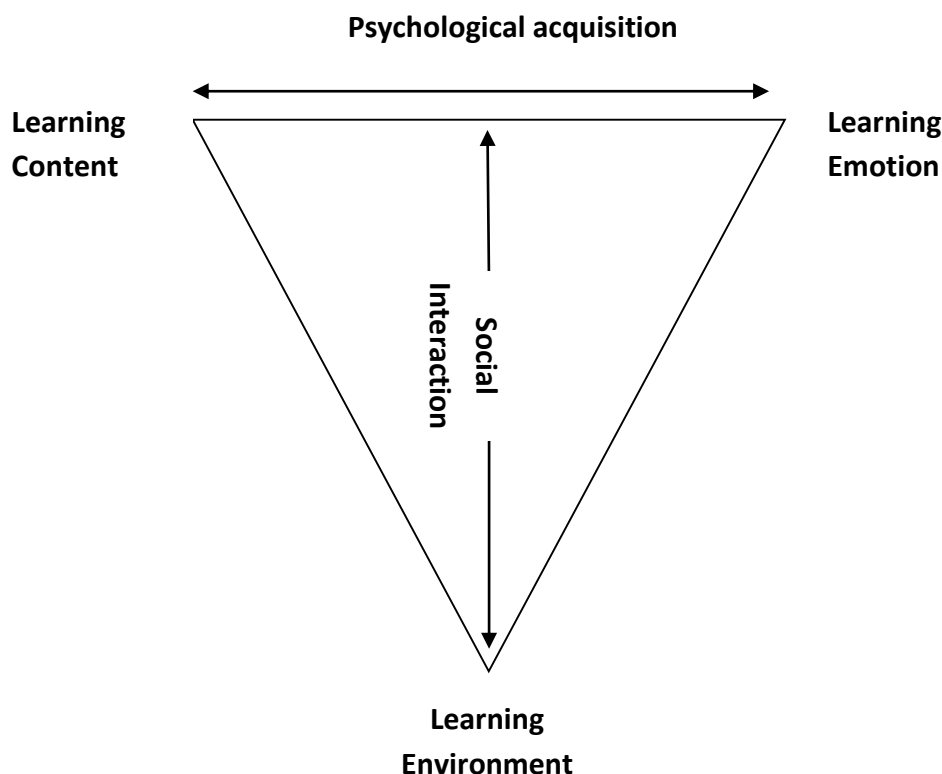 Psychological acquisition
Learning
Content
Learning
Emotion
Social
Interaction
Learning
Environment